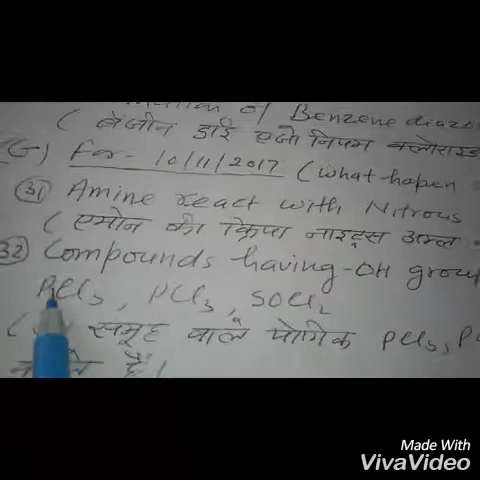 of Benzene diazo
( बेंजीन डाई एजोनियम क्लोराइड
(G) For- 10/11/2017 (what-hapen
(31) Amine react with Nitrous
( एमीन की क्रिया नाइट्रस अम्ल
(32) Compounds having-OH group
PCl5, PCl3, SOCl2
( समूह वाले योगिक PCl5, P
हैं।
Made With
VivaVideo